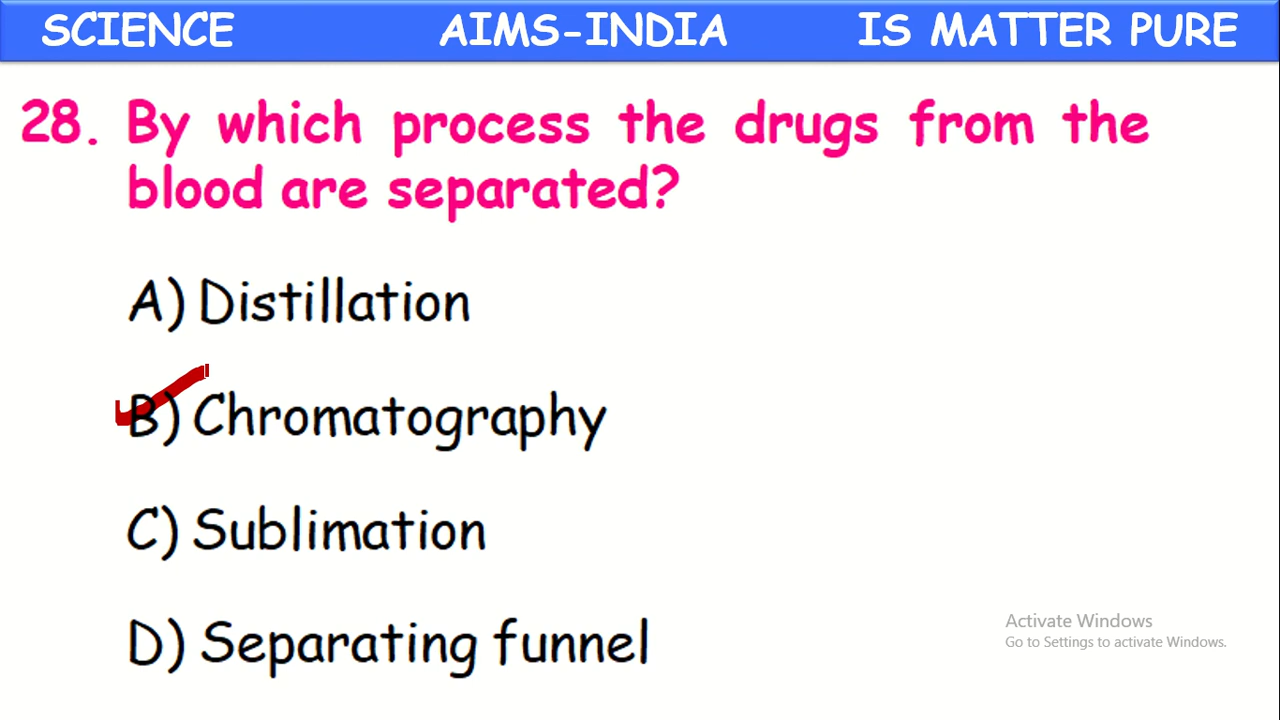 SCIENCE AIMS-INDIA IS MATTER PURE
28. By which process the drugs from the
blood are separated?
A) Distillation
B) Chromatography
C) Sublimation
D) Separating funnel
Activate Windows
Go to Settings to activate Windows.